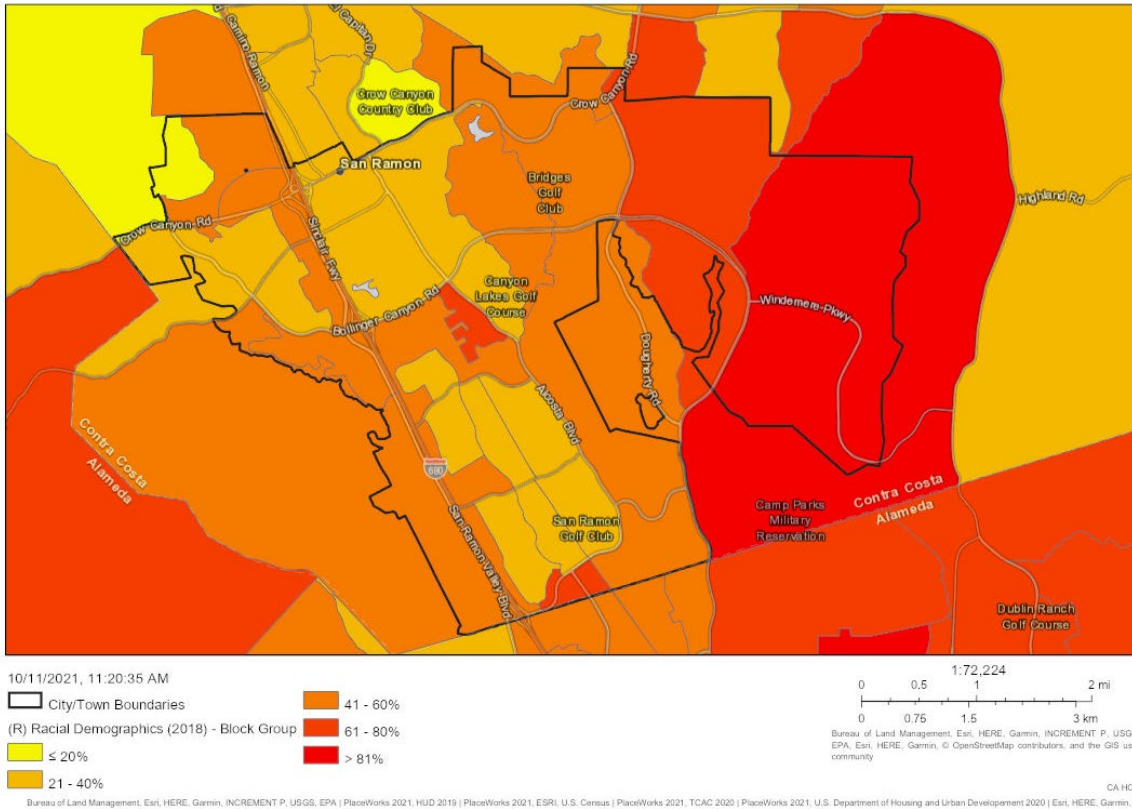 Camino Ramon
El Capitan Dr
Crow Canyon
Country Club
Crow Canyon Rd
San Ramon
Bridges
Golf
Club
Highland Rd
Crow Canyon Rd
Sinclair Fwy
Canyon
Lakes Golf
Course
Bollinger Canyon Rd
Windemere Pkwy
Dougherty Rd
Alcosta Blvd
Contra Costa
Alameda
680
San Ramon Valley Blvd
San Ramon
Golf Club
Camp Parks
Military
Reservation
Contra Costa
Alameda
Dublin Ranch
Golf Course
10/11/2021, 11:20:35 AM
City/Town Boundaries
(R) Racial Demographics (2018) - Block Group
≤ 20%
21 - 40%
41 - 60%
61 - 80%
> 81%
1:72,224
0 0.5 1 2 mi
0 0.75 1.5 3 km
Bureau of Land Management, Esri, HERE, Garmin, INCREMENT P, USG
EPA, Esri, HERE, Garmin, © OpenStreetMap contributors, and the GIS us
community
CA HC
Bureau of Land Management, Esri, HERE, Garmin, INCREMENT P, USGS, EPA | PlaceWorks 2021, HUD 2019 | PlaceWorks 2021, ESRI, U.S. Census | PlaceWorks 2021, TCAC 2020 | PlaceWorks 2021, U.S. Department of Housing and Urban Developement 2020 | Esri, HERE, Garmin,